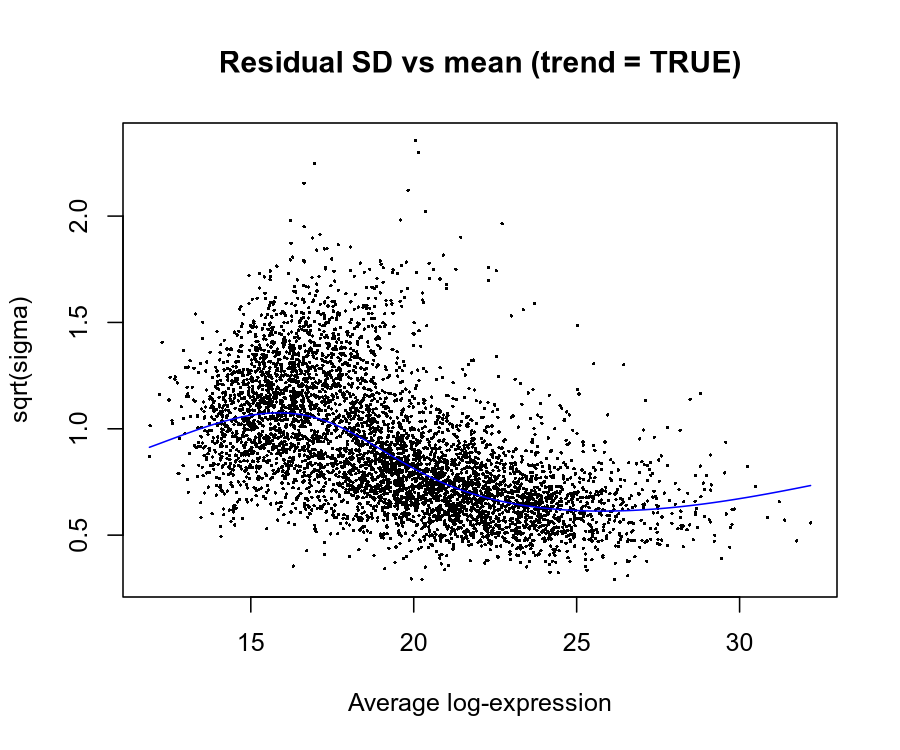 Residual SD vs mean (trend = TRUE)
sqrt(sigma)
2.0
1.5
1.0
0.5
15 20 25 30
Average log-expression